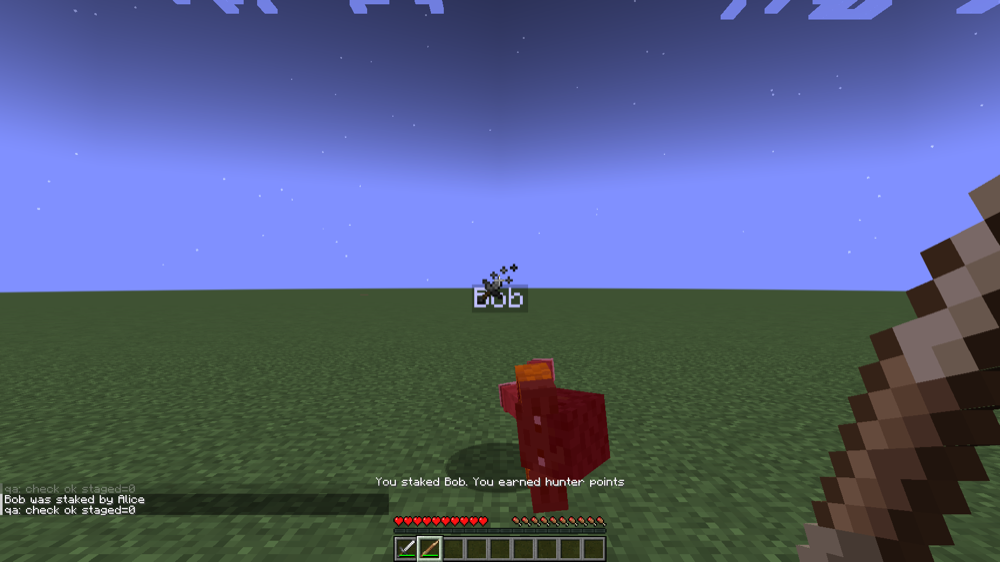 Bob
You staked Bob. You earned hunter points
qa: check ok staged=0
Bob was staked by Alice
qa: check ok staged=0